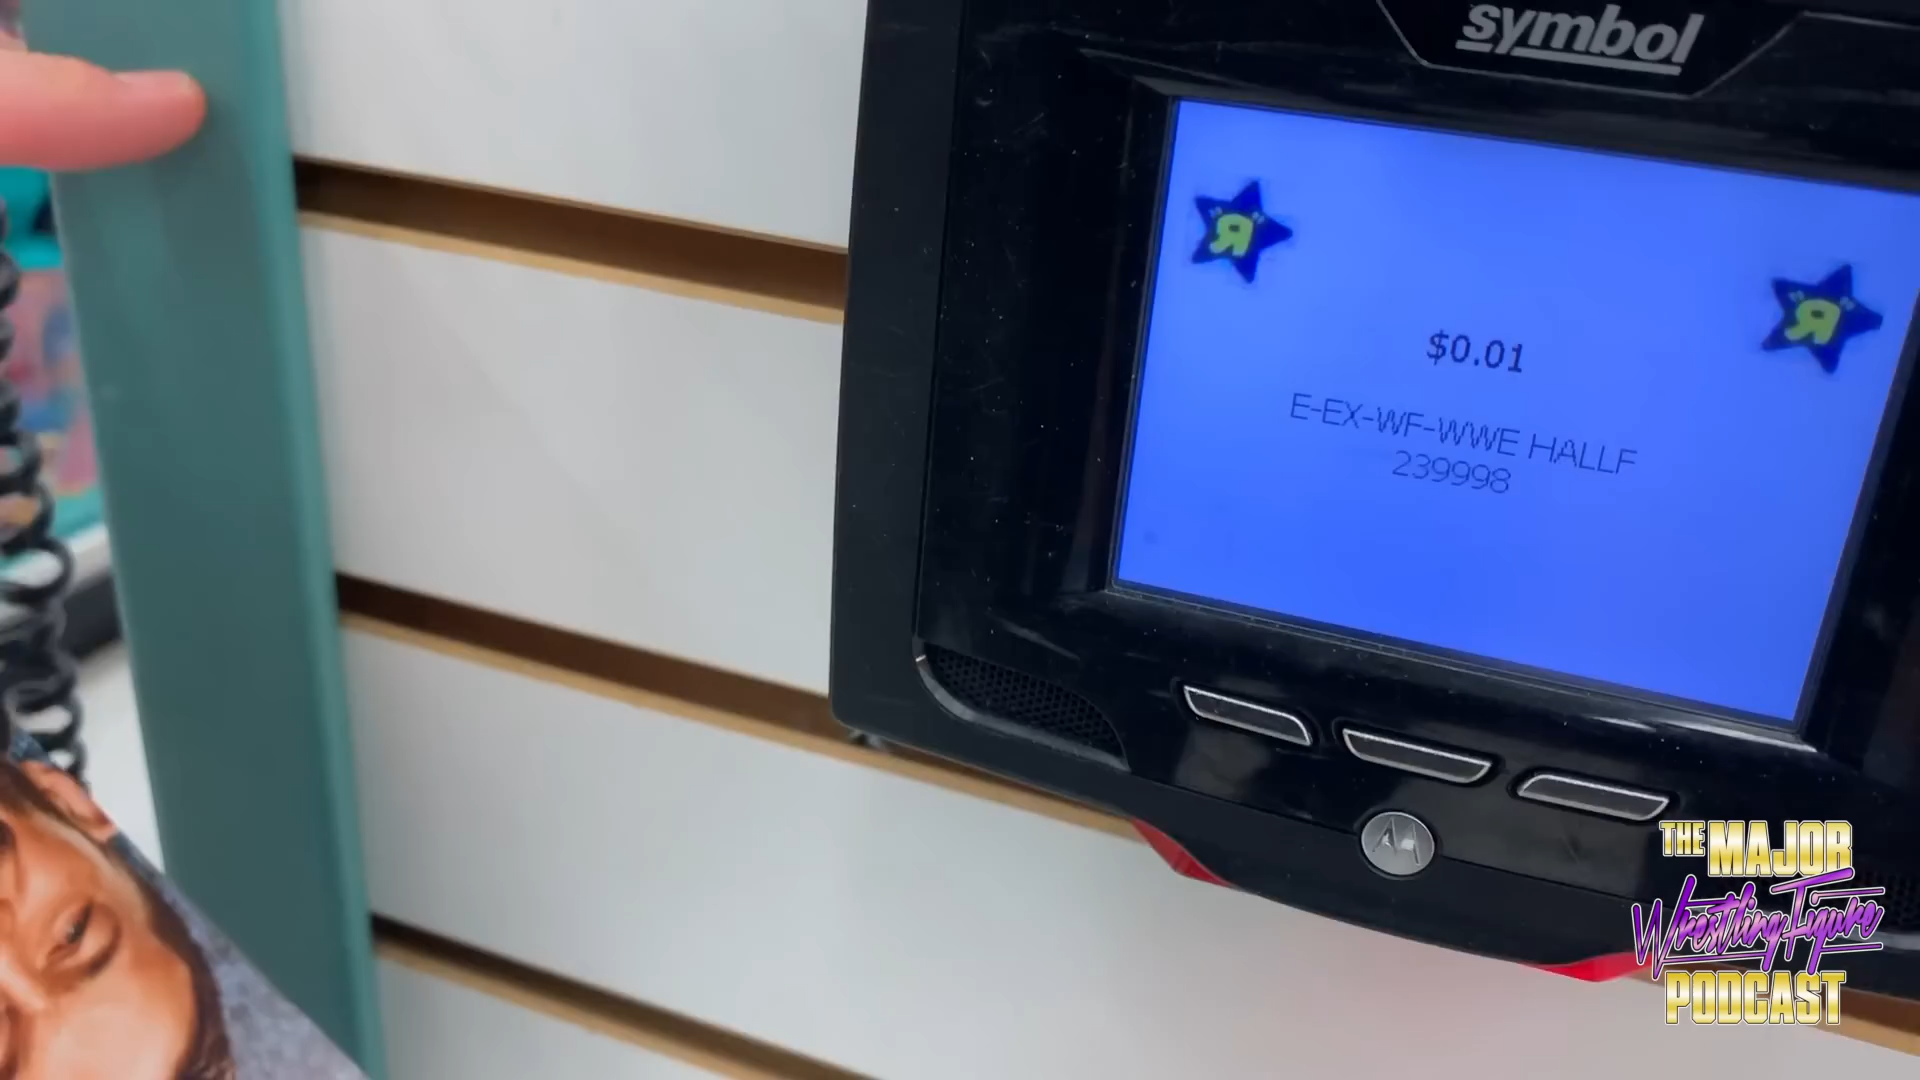 symbol
R
R
$0.01
E-EX-WF-WWE HALLF
239998
THE MAJOR
Wrestling Figure
PODCAST